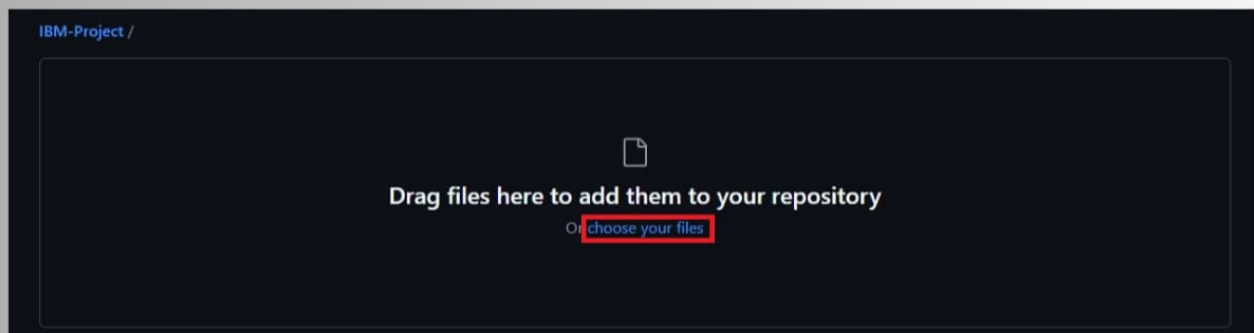 IBM-Project /
Drag files here to add them to your repository
Or choose your files